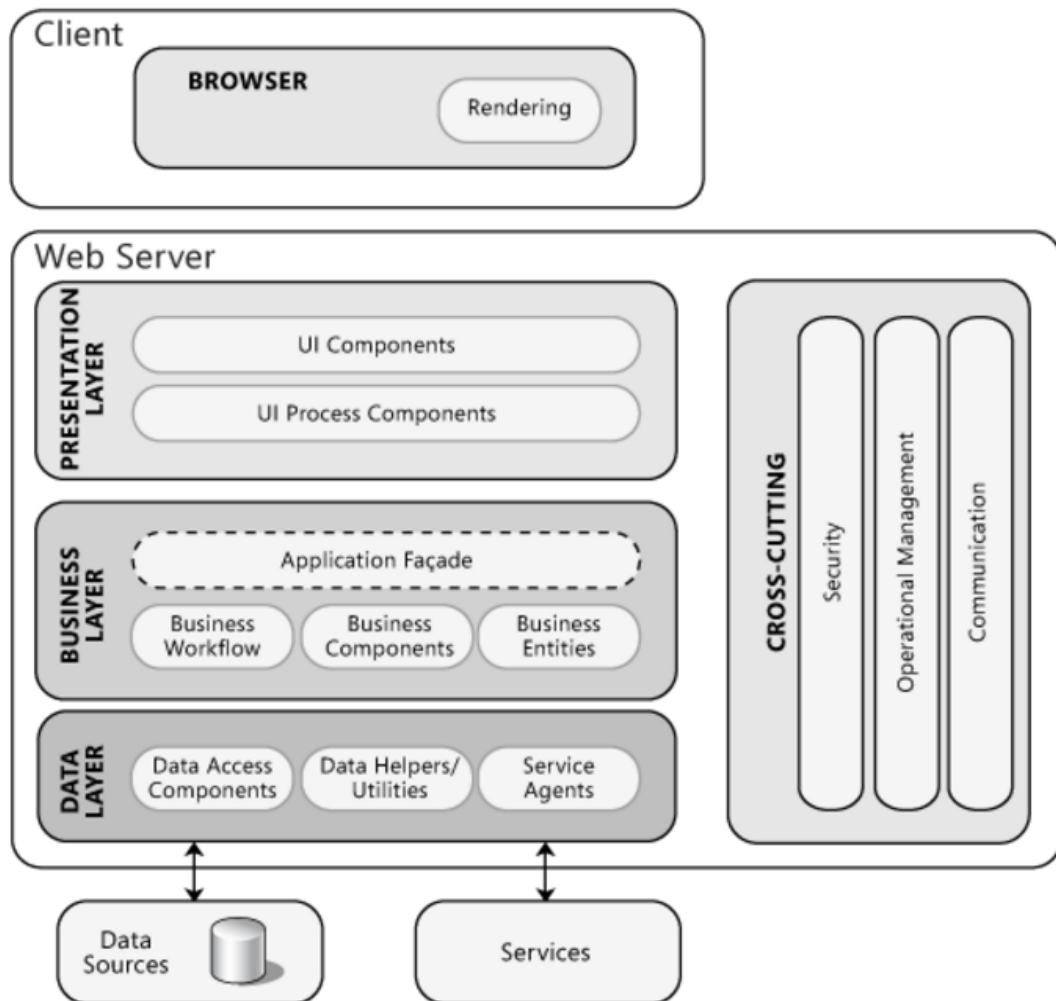 Client
BROWSER
Rendering
Web Server
PRESENTATION
LAYER
UI Components
UI Process Components
BUSINESS
LAYER
Application Façade
Business
Workflow
Business
Components
Business
Entities
DATA
LAYER
Data Access
Components
Data Helpers/
Utilities
Service
Agents
CROSS-CUTTING
Security
Operational Management
Communication
Data
Sources
Services